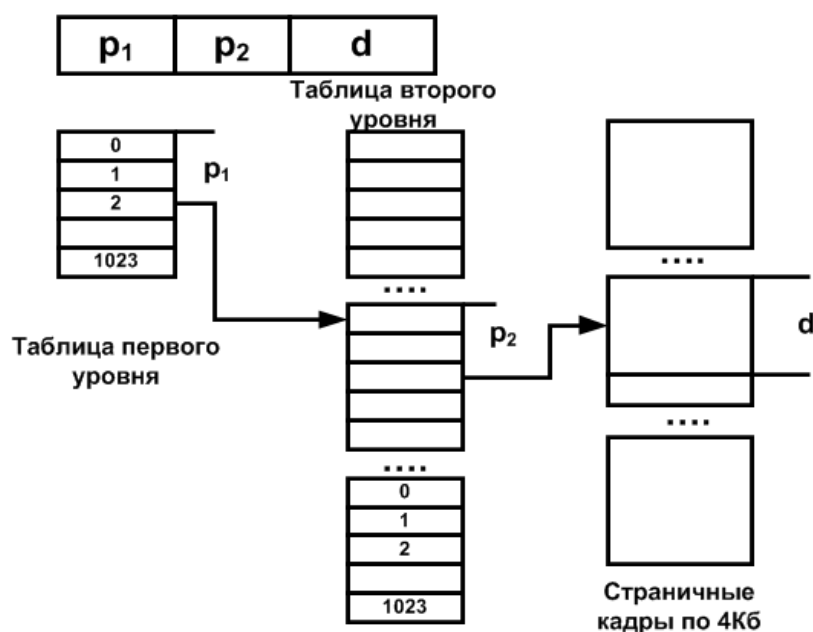 p₁ p₂ d
Таблица второго
уровня
0
1
2
1023
p₁
Таблица первого
уровня
....
p₂
....
0
1
2
1023
....
d
....
Страничные
кадры по 4Кб